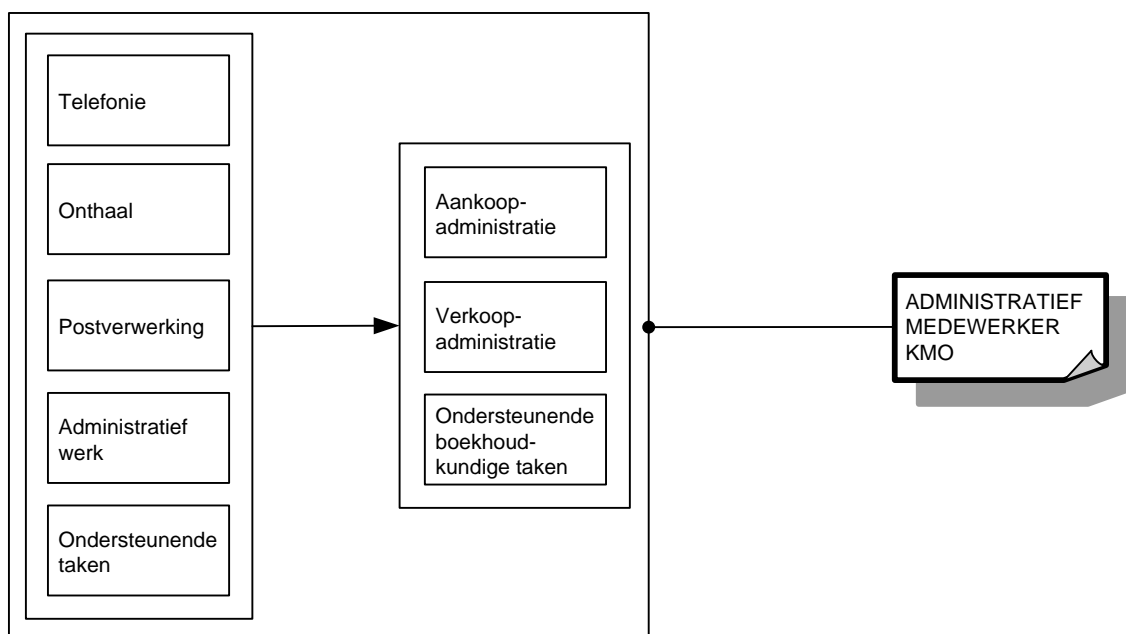 Telefonie
Onthaal
Postverwerking
Administratief
werk
Ondersteunende
taken
Aankoop-
administratie
Verkoop-
administratie
Ondersteunende
boekhoud-
kundige taken
ADMINISTRATIEF
MEDEWERKER
KMO